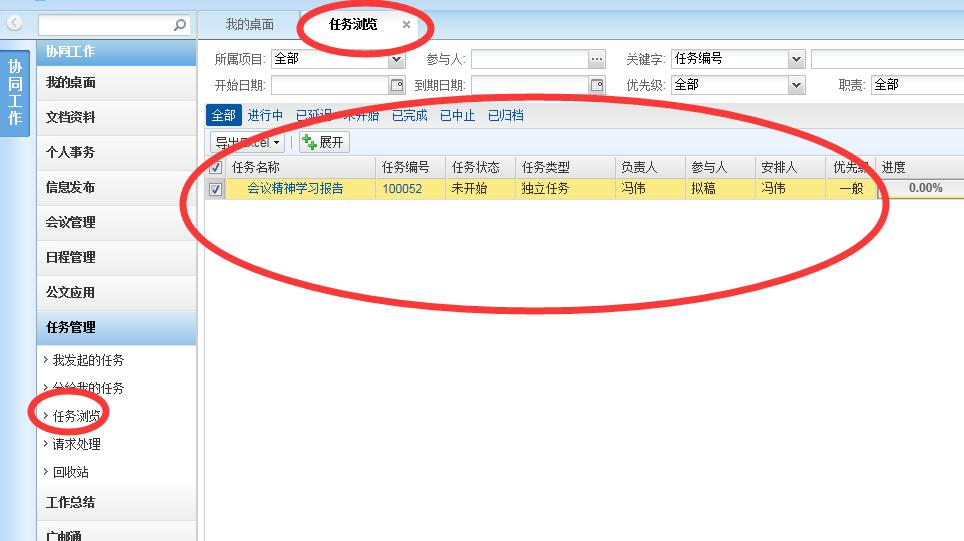 我的桌面 任务浏览
协同工作
协同工作
我的桌面
文档资料
个人事务
信息发布
会议管理
日程管理
公文应用
任务管理
我发起的任务
分给我的任务
任务浏览
请求处理
回收站
工作总结
广邮通
所属项目: 全部 参与人: 关键字: 任务编号
开始日期: 到期日期: 优先级: 全部 职责: 全部
全部 进行中 已延迟 未开始 已完成 已中止 已归档
导出Excel 展开
任务名称 任务编号 任务状态 任务类型 负责人 参与人 安排人 优先级 进度
会议精神学习报告 100052 未开始 独立任务 冯伟 拟稿 冯伟 一般 0.00%